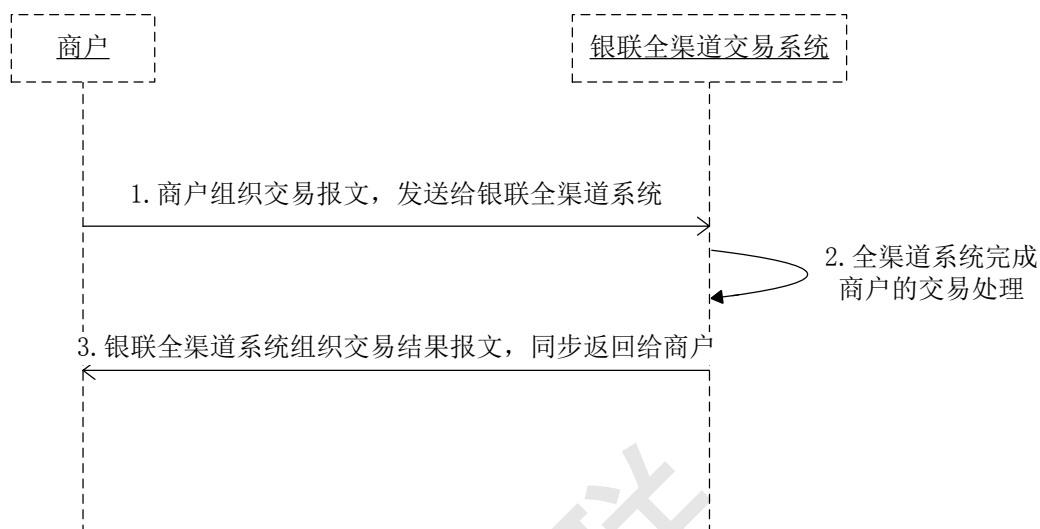 商户
银联全渠道交易系统
1.商户组织交易报文，发送给银联全渠道系统
2.全渠道系统完成
商户的交易处理
3.银联全渠道系统组织交易结果报文，同步返回给商户
联